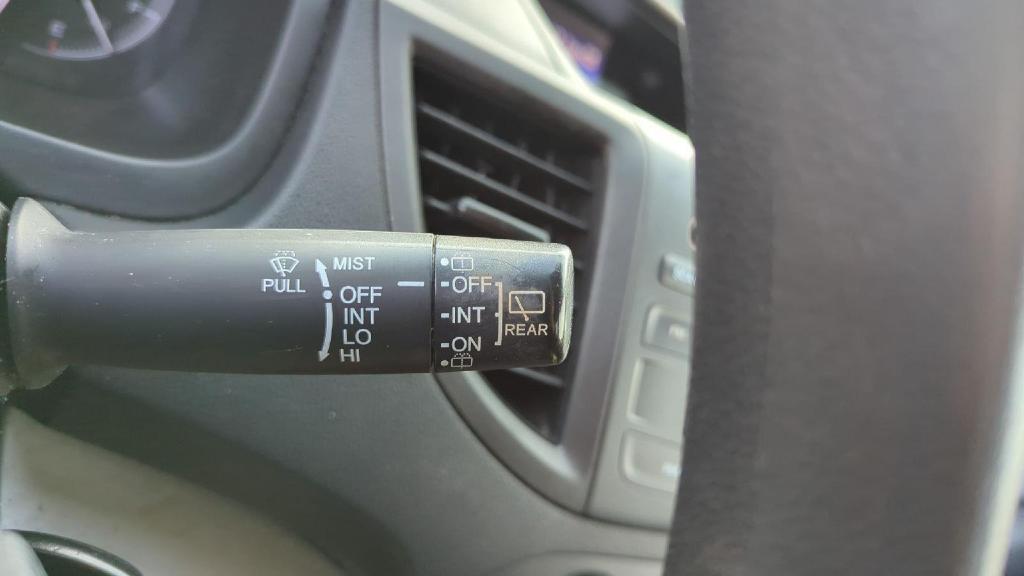 PULL
MIST
OFF
INT
LO
HI
OFF
INT
ON
REAR